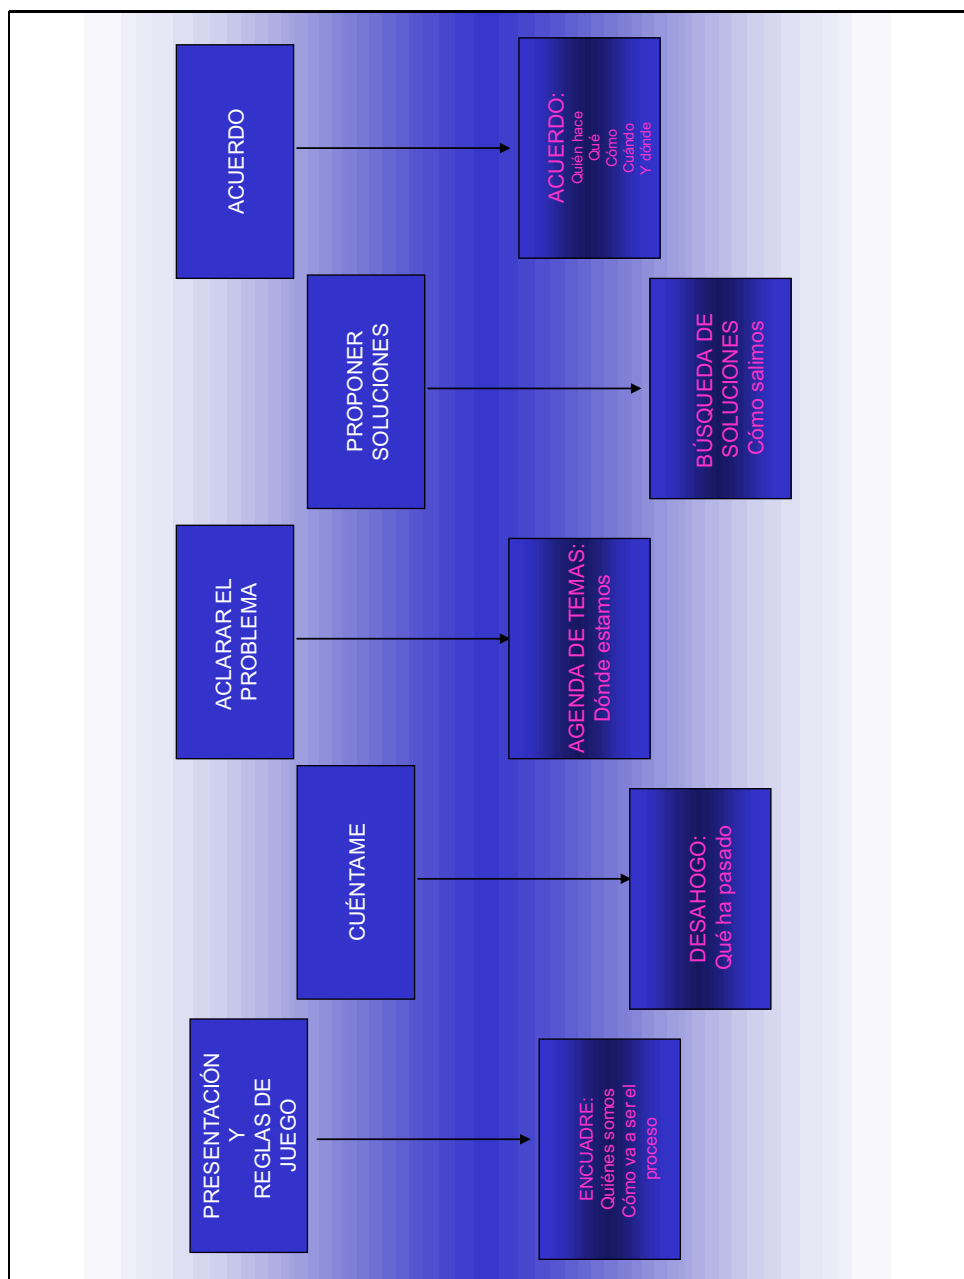 PRESENTACIÓN
Y
REGLAS DE
JUEGO
CUÉNTAME
ACLARAR EL
PROBLEMA
PROPONER
SOLUCIONES
ACUERDO
ENCUADRE:
Quiénes somos
Cómo va a ser el
proceso
DESAHOGO:
Qué ha pasado
AGENDA DE TEMAS:
Dónde estamos
BÚSQUEDA DE
SOLUCIONES
Cómo salimos
ACUERDO:
Quién hace
Qué
Cómo
Cuándo
Y dónde